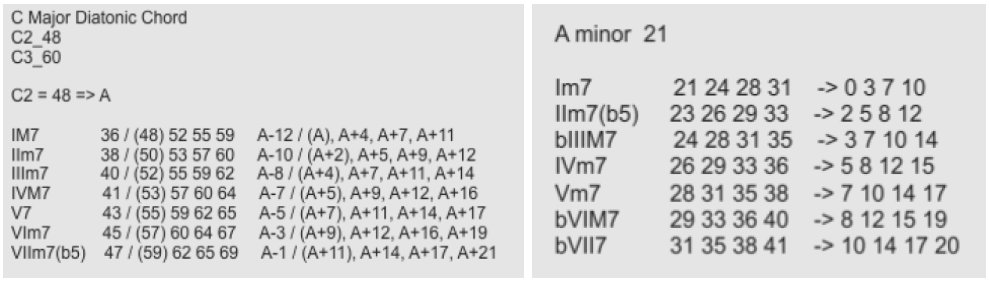 C Major Diatonic Chord
C2_48
C3_60
C2 = 48 => A
IM7 36 / (48) 52 55 59 A-12 / (A), A+4, A+7, A+11
IIm7 38 / (50) 53 57 60 A-10 / (A+2), A+5, A+9, A+12
IIIm7 40 / (52) 55 59 62 A-8 / (A+4), A+7, A+11, A+14
IVM7 41 / (53) 57 60 64 A-7 / (A+5), A+9, A+12, A+16
V7 43 / (55) 59 62 65 A-5 / (A+7), A+11, A+14, A+17
VIm7 45 / (57) 60 64 67 A-3 / (A+9), A+12, A+16, A+19
VIIm7(b5) 47 / (59) 62 65 69 A-1 / (A+11), A+14, A+17, A+21
A minor 21
Im7 21 24 28 31 -> 0 3 7 10
IIm7(b5) 23 26 29 33 -> 2 5 8 12
bIIIM7 24 28 31 35 -> 3 7 10 14
IVm7 26 29 33 36 -> 5 8 12 15
Vm7 28 31 35 38 -> 7 10 14 17
bVIM7 29 33 36 40 -> 8 12 15 19
bVII7 31 35 38 41 -> 10 14 17 20